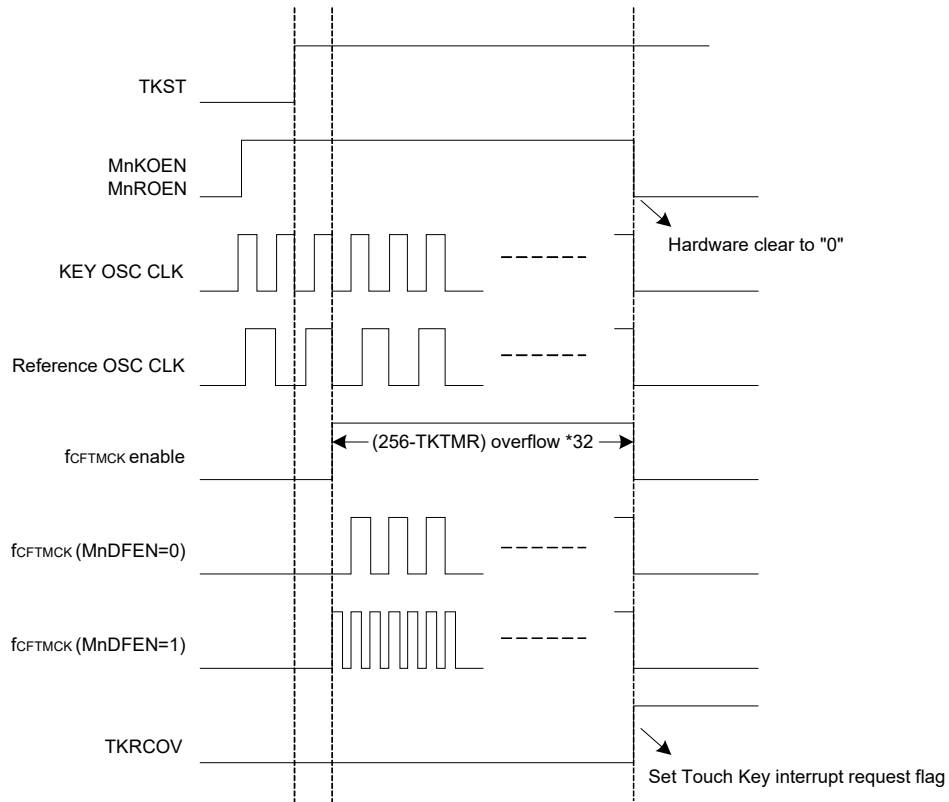 TKST
MnKOEN
MnROEN
Hardware clear to "0"
KEY OSC CLK
Reference OSC CLK
(256-TKTMR) overflow *32
fCFTMCK enable
fCFTMCK (MnDFEN=0)
fCFTMCK (MnDFEN=1)
TKRCOV
Set Touch Key interrupt request flag